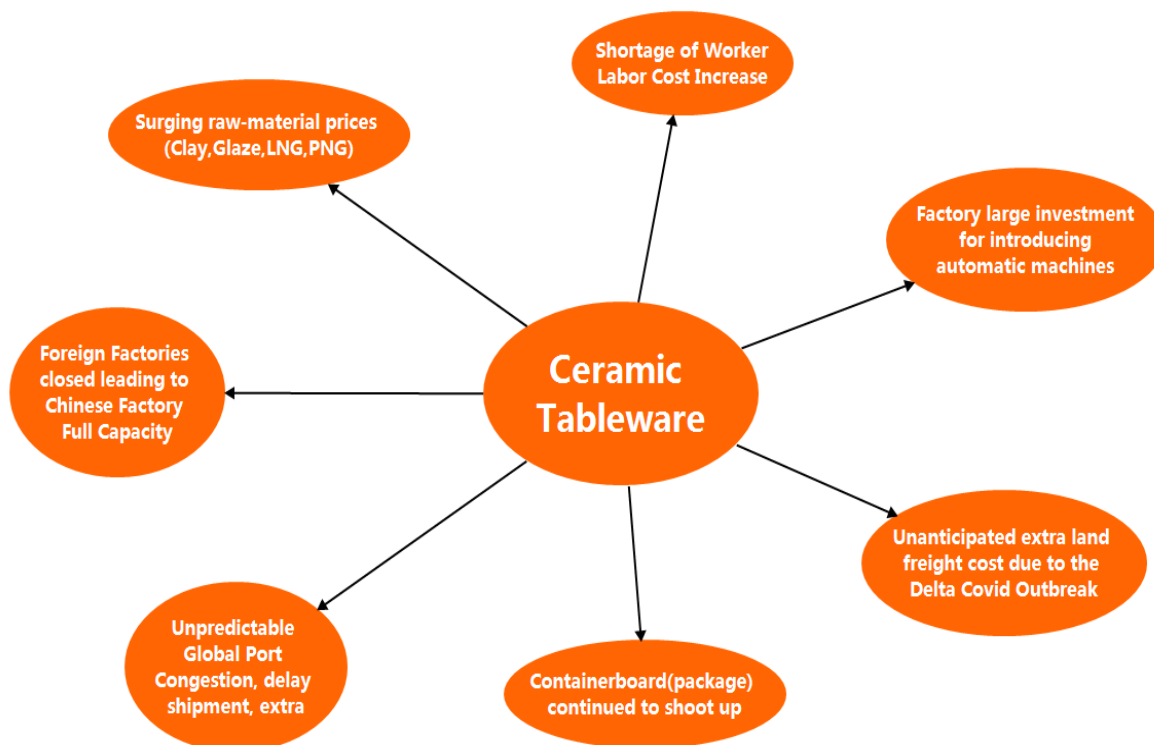 Shortage of Worker
Labor Cost Increase
Surging raw-material prices
(Clay,Glaze,LNG,PNG)
Factory large investment
for introducing
automatic machines
Foreign Factories
closed leading to
Chinese Factory
Full Capacity
Ceramic
Tableware
Unanticipated extra land
freight cost due to the
Delta Covid Outbreak
Unpredictable
Global Port
Congestion, delay
shipment, extra
Containerboard(package)
continued to shoot up